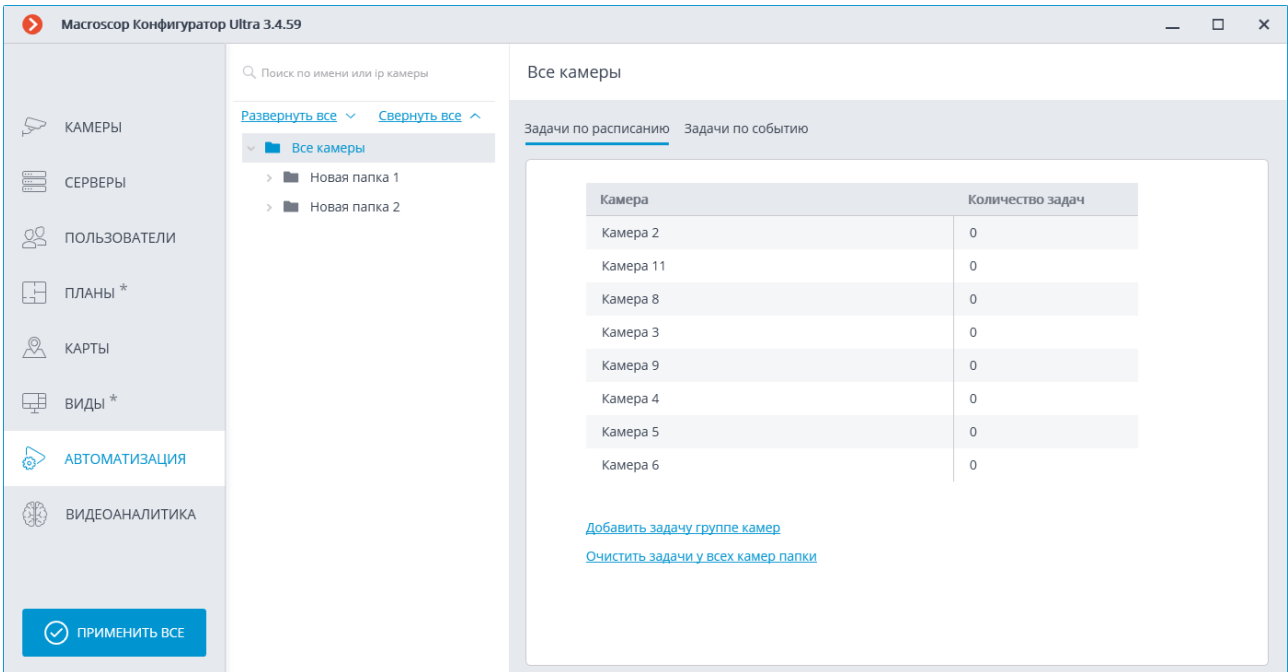 Macroscop Конфигуратор Ultra 3.4.59
КАМЕРЫ
СЕРВЕРЫ
ПОЛЬЗОВАТЕЛИ
ПЛАНЫ *
КАРТЫ
ВИДЫ *
АВТОМАТИЗАЦИЯ
ВИДЕОАНАЛИТИКА
ПРИМЕНИТЬ ВСЕ
Поиск по имени или ip камеры
Развернуть все Свернуть все
Все камеры
Новая папка 1
Новая папка 2
Все камеры
Задачи по расписанию Задачи по событию
Камера Количество задач
Камера 2 0
Камера 11 0
Камера 8 0
Камера 3 0
Камера 9 0
Камера 4 0
Камера 5 0
Камера 6 0
Добавить задачу группе камер
Очистить задачи у всех камер папки